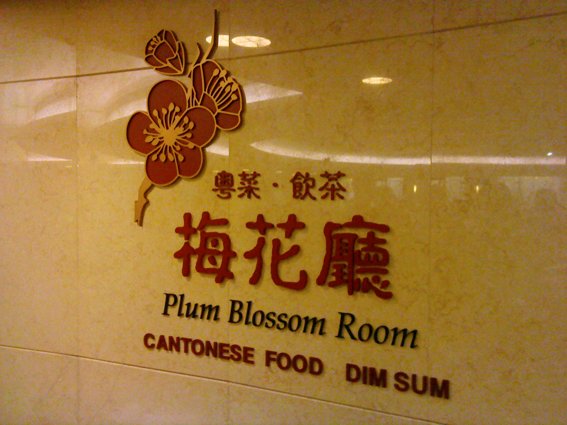 粵菜·飲茶
梅花廳
Plum Blossom Room
CANTONESE FOOD DIM SUM